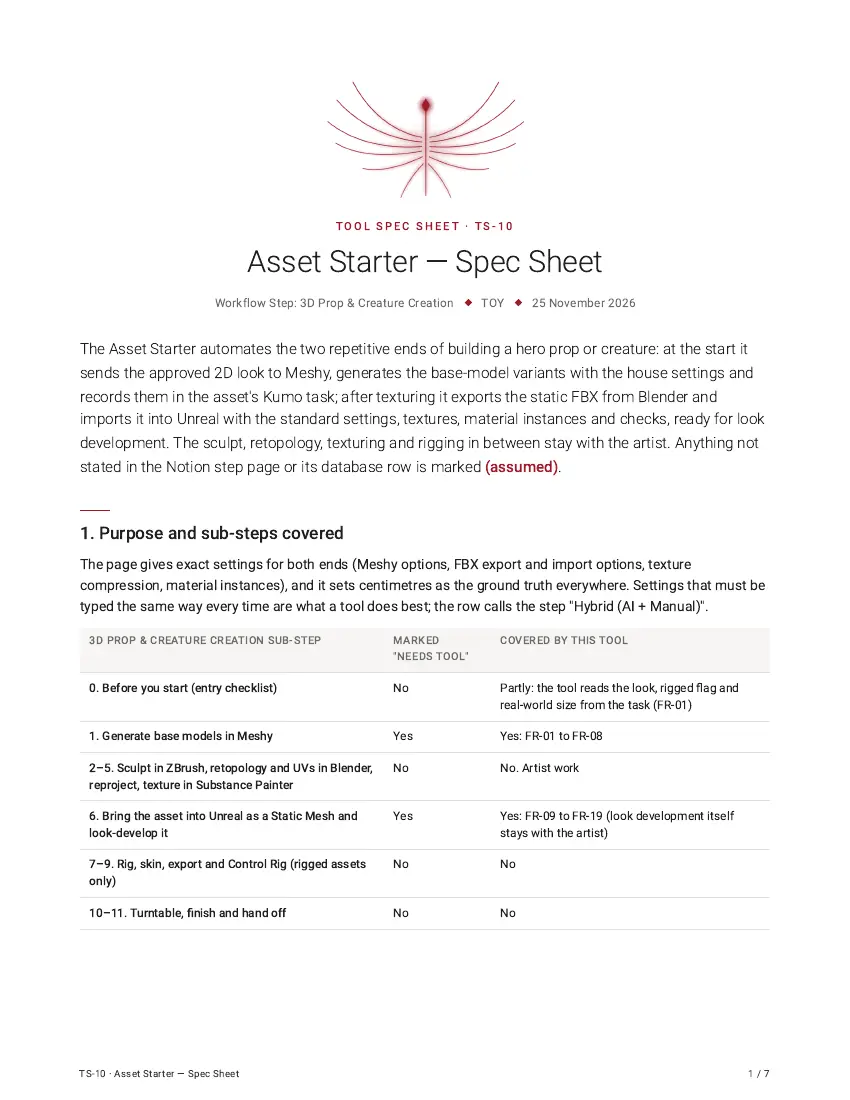 TOOL SPEC SHEET · TS-10
Asset Starter — Spec Sheet
Workflow Step: 3D Prop & Creature Creation ◆ TOY ◆ 25 November 2026
The Asset Starter automates the two repetitive ends of building a hero prop or creature: at the start it
sends the approved 2D look to Meshy, generates the base-model variants with the house settings and
records them in the asset's Kumo task; after texturing it exports the static FBX from Blender and
imports it into Unreal with the standard settings, textures, material instances and checks, ready for look
development. The sculpt, retopology, texturing and rigging in between stay with the artist. Anything not
stated in the Notion step page or its database row is marked (assumed).
1. Purpose and sub-steps covered
The page gives exact settings for both ends (Meshy options, FBX export and import options, texture
compression, material instances), and it sets centimetres as the ground truth everywhere. Settings that must be
typed the same way every time are what a tool does best; the row calls the step "Hybrid (AI + Manual)".
3D PROP & CREATURE CREATION SUB-STEP
MARKED
"NEEDS TOOL"
COVERED BY THIS TOOL
0. Before you start (entry checklist)
No
Partly: the tool reads the look, rigged flag and
real-world size from the task (FR-01)
1. Generate base models in Meshy
Yes
Yes: FR-01 to FR-08
2–5. Sculpt in ZBrush, retopology and UVs in Blender,
reproject, texture in Substance Painter
No
No. Artist work
6. Bring the asset into Unreal as a Static Mesh and
look-develop it
Yes
Yes: FR-09 to FR-19 (look development itself
stays with the artist)
7–9. Rig, skin, export and Control Rig (rigged assets
only)
No
No
10–11. Turntable, finish and hand off
No
No
TS-10 · Asset Starter — Spec Sheet
1 / 7